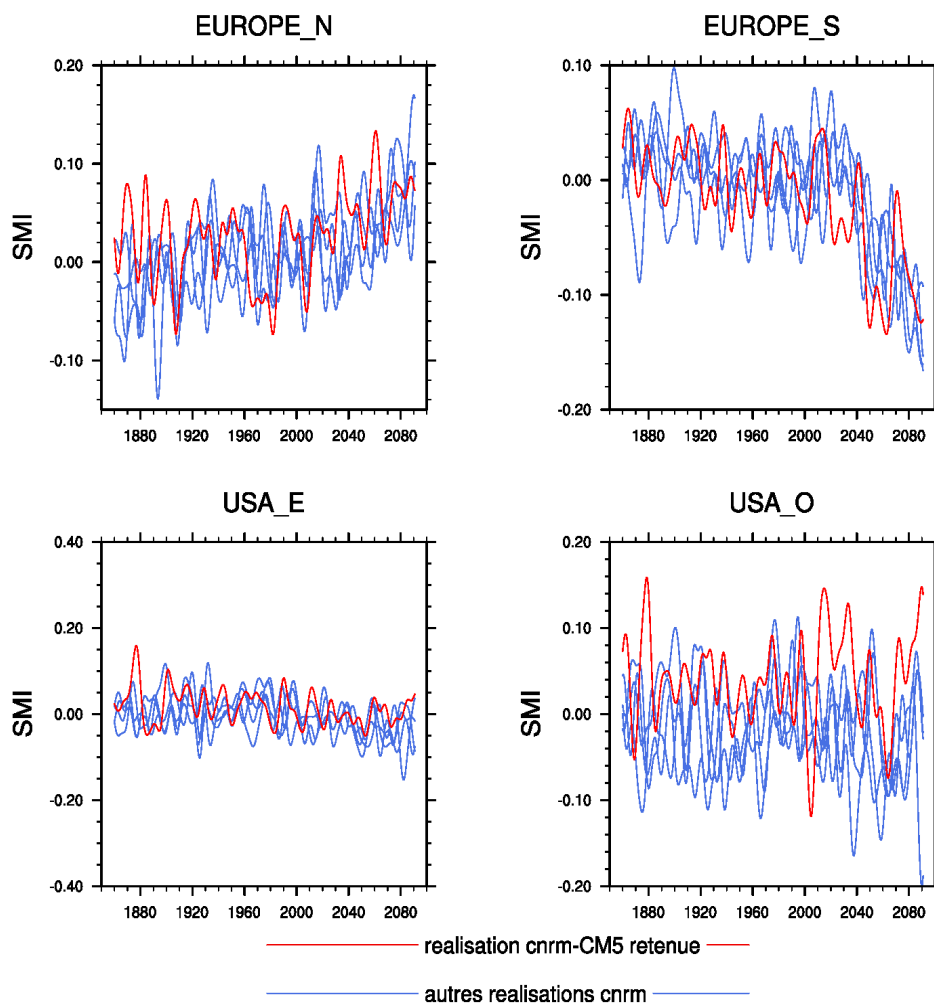 EUROPE_N
EUROPE_S
0.20
0.10
0.00
-0.10
SMI
1880 1920 1960 2000 2040 2080
0.10
0.00
-0.10
-0.20
SMI
1880 1920 1960 2000 2040 2080
USA_E
USA_O
0.40
0.20
0.00
-0.20
-0.40
SMI
1880 1920 1960 2000 2040 2080
0.20
0.10
0.00
-0.10
-0.20
SMI
1880 1920 1960 2000 2040 2080
realisation cnrm-CM5 retenue
autres realisations cnrm